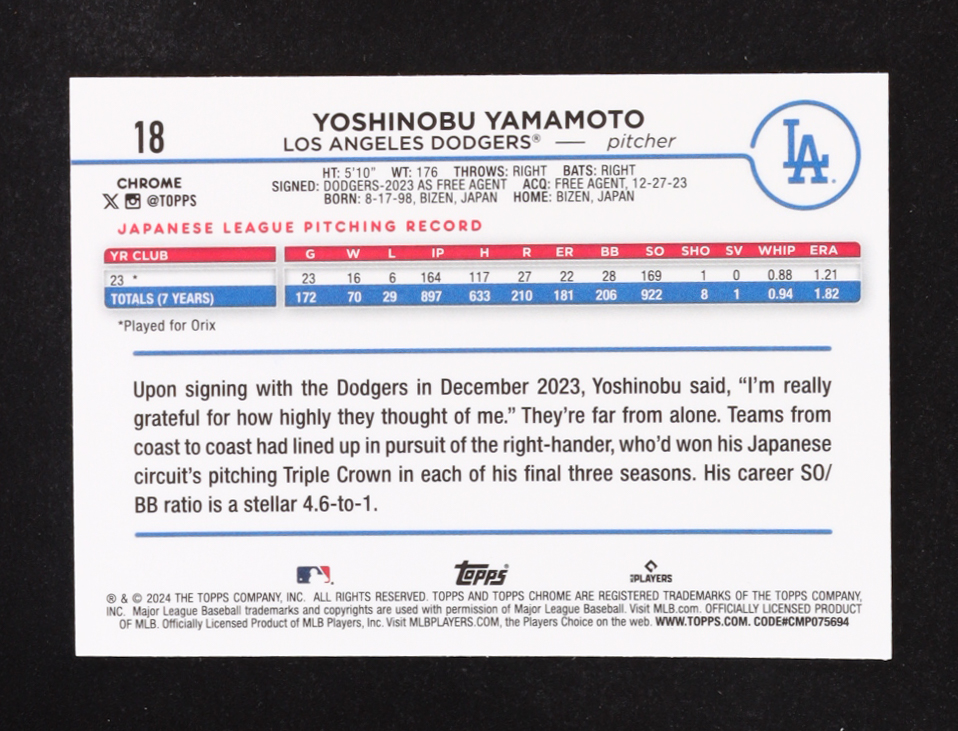 18
YOSHINOBU YAMAMOTO
LOS ANGELES DODGERS® — pitcher
LA
CHROME
X @TOPPS
HT: 5'10" WT: 176 THROWS: RIGHT BATS: RIGHT
SIGNED: DODGERS-2023 AS FREE AGENT ACQ: FREE AGENT, 12-27-23
BORN: 8-17-98, BIZEN, JAPAN HOME: BIZEN, JAPAN
JAPANESE LEAGUE PITCHING RECORD
YR CLUB G W L IP H R ER BB SO SHO SV WHIP ERA
23 * 23 16 6 164 117 27 22 28 169 1 0 0.88 1.21
TOTALS (7 YEARS) 172 70 29 897 633 210 181 206 922 8 1 0.94 1.82
*Played for Orix
Upon signing with the Dodgers in December 2023, Yoshinobu said, “I’m really
grateful for how highly they thought of me.” They’re far from alone. Teams from
coast to coast had lined up in pursuit of the right-hander, who’d won his Japanese
circuit’s pitching Triple Crown in each of his final three seasons. His career SO/
BB ratio is a stellar 4.6-to-1.
Topps®
PLAYERS
® & © 2024 THE TOPPS COMPANY, INC. ALL RIGHTS RESERVED. TOPPS AND TOPPS CHROME ARE REGISTERED TRADEMARKS OF THE TOPPS COMPANY,
INC. Major League Baseball trademarks and copyrights are used with permission of Major League Baseball. Visit MLB.com. OFFICIALLY LICENSED PRODUCT
OF MLB. Officially Licensed Product of MLB Players, Inc. Visit MLBPLAYERS.COM, the Players Choice on the web. WWW.TOPPS.COM. CODE#CMP075694